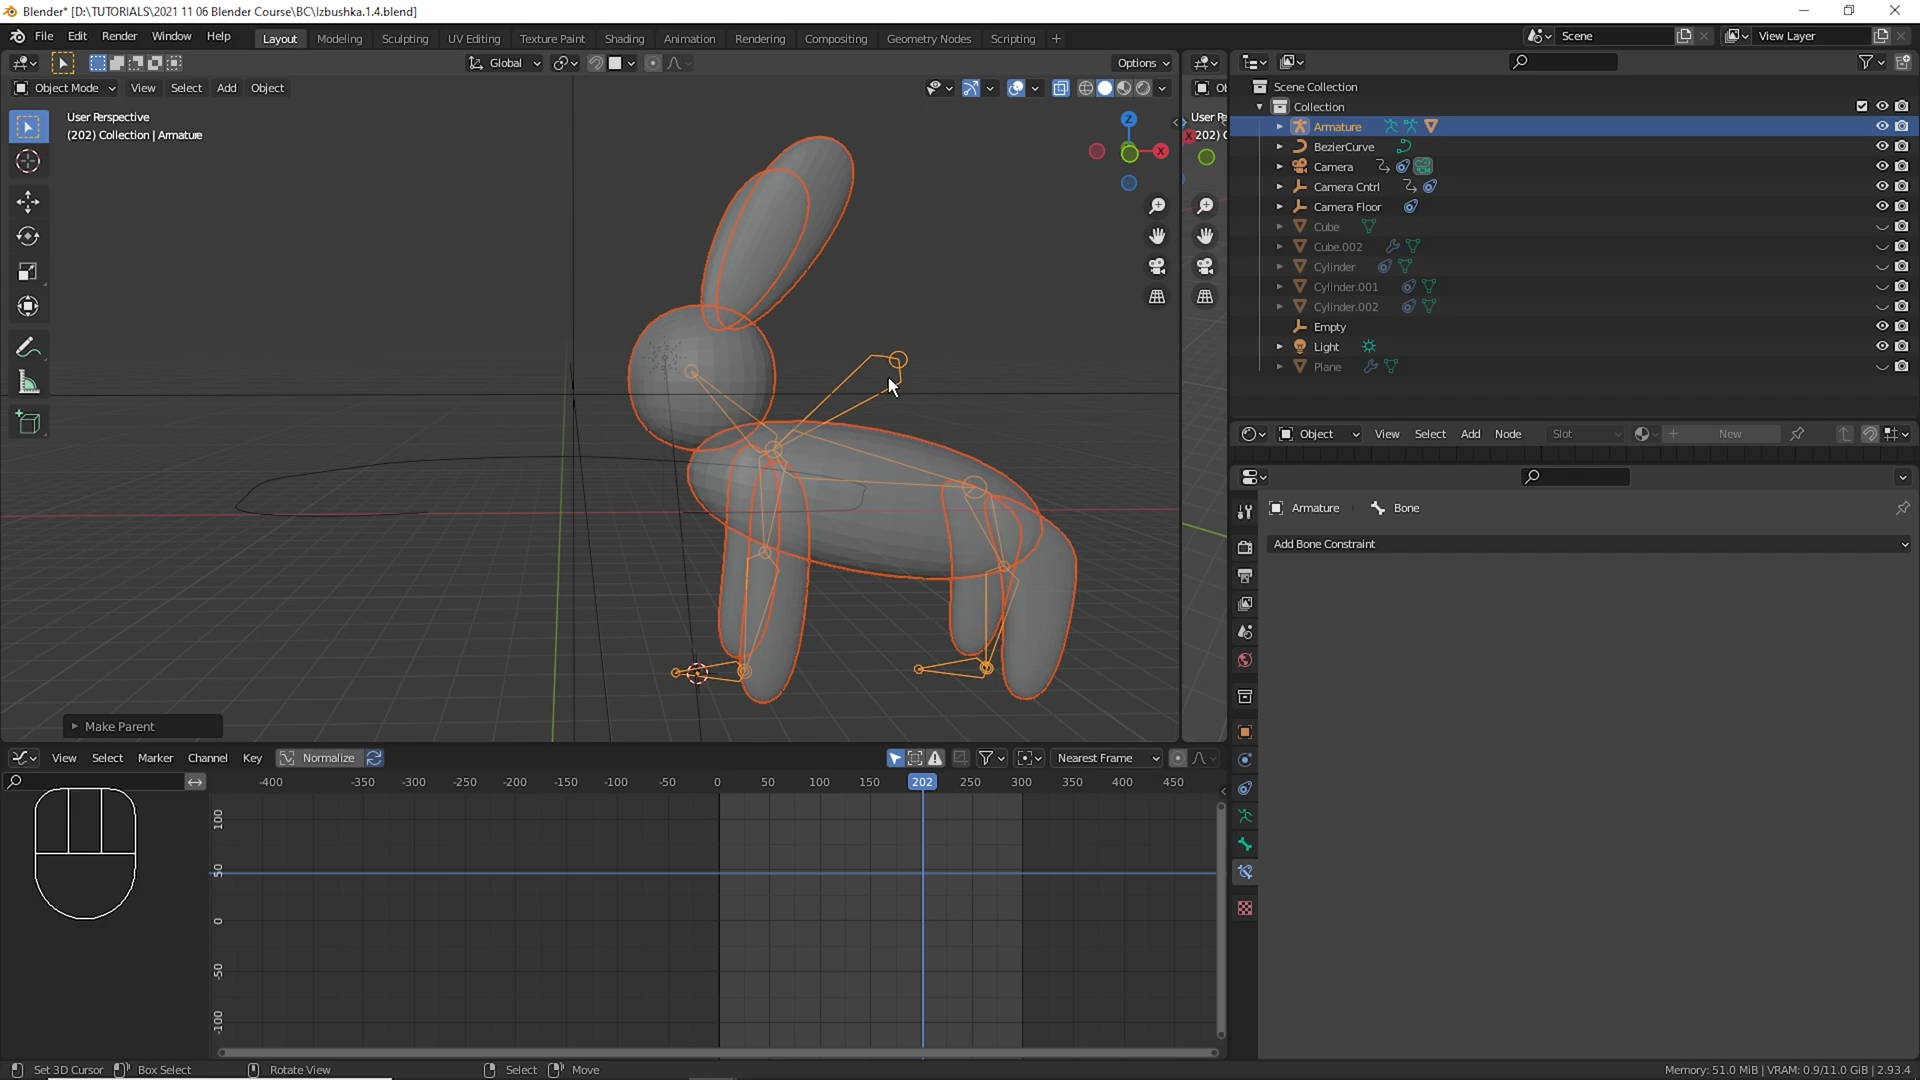 Blender* [D:\TUTORIALS\2021 11 06 Blender Course\BC\Izbushka.1.4.blend]
File Edit Render Window Help Layout Modeling Sculpting UV Editing Texture Paint Shading Animation Rendering Compositing Geometry Nodes Scripting + Scene View Layer
Global Options
Object Mode View Select Add Object
User Perspective
(202) Collection | Armature
Z
X
Make Parent
User P
202) C
X
Scene Collection
Collection
Armature
BezierCurve
Camera
Camera Cntrl
Camera Floor
Cube
Cube.002
Cylinder
Cylinder.001
Cylinder.002
Empty
Light
Plane
Object View Select Add Node Slot New
Armature Bone
Add Bone Constraint
View Select Marker Channel Key Normalize Nearest Frame
-400 -350 -300 -250 -200 -150 -100 -50 0 50 100 150 202 250 300 350 400 450
100
50
0
-50
-100
Set 3D Cursor Box Select Rotate View Select Move Memory: 51.0 MiB | VRAM: 0.9/11.0 GiB | 2.93.4